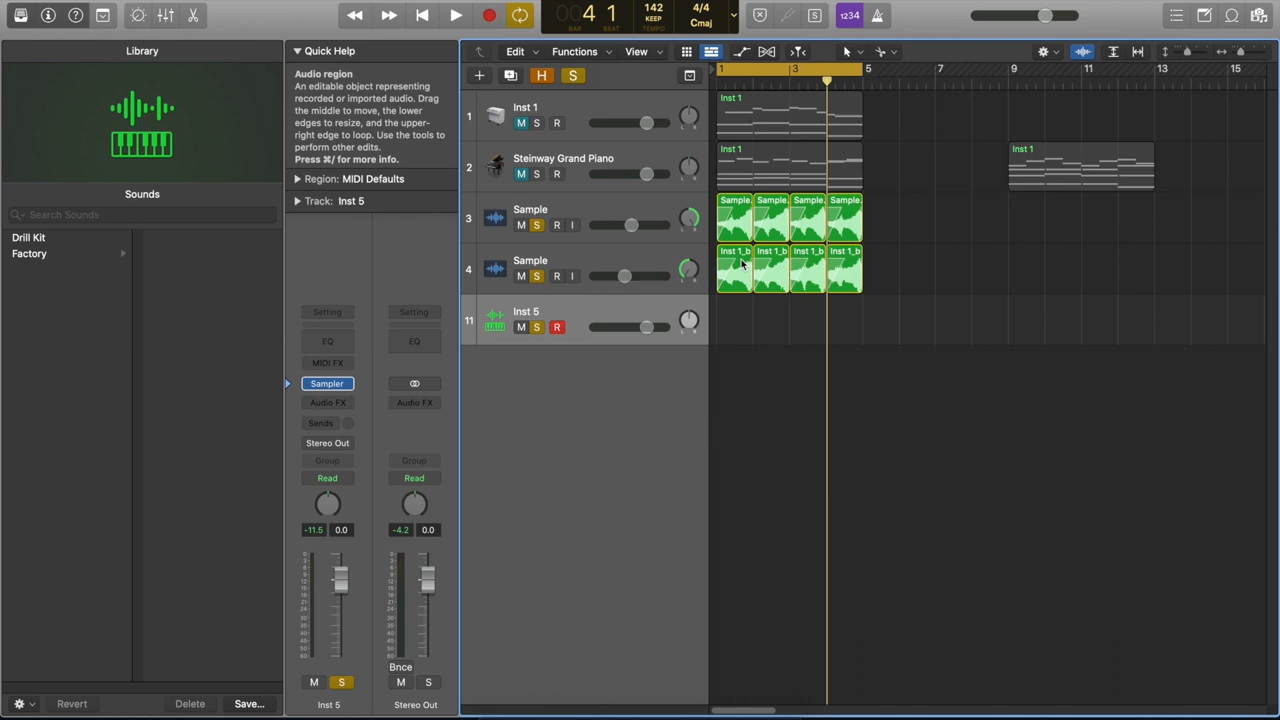 4 1
BAR BEAT
142
KEEP
TEMPO
4/4
Cmaj
S
1234
Library
Sounds
Search Sounds
Drill Kit
Factory
Revert
Delete
Save...
Quick Help
Audio region
An editable object representing
recorded or imported audio. Drag
the middle to move, the lower
edges to resize, and the upper-
right edge to loop. Use the tools to
perform other edits.
Press ⌘/ for more info.
Region: MIDI Defaults
Track: Inst 5
Setting Setting
EQ EQ
MIDI FX
Sampler
Audio FX Audio FX
Sends
Stereo Out
Group Group
Read Read
-11.5 0.0 -4.2 0.0
Bnce
M S M S
Inst 5 Stereo Out
Edit Functions View
H S
1 3 5 7 9 11 13 15
1 Inst 1
M S R
L R
Inst 1
2 Steinway Grand Piano
M S R
L R
Inst 1 Inst 1
3 Sample
M S R I
L R
Sample. Sample. Sample. Sample.
4 Sample
M S R I
L R
Inst 1_b Inst 1_b Inst 1_b Inst 1_b
11 Inst 5
M S R
L R